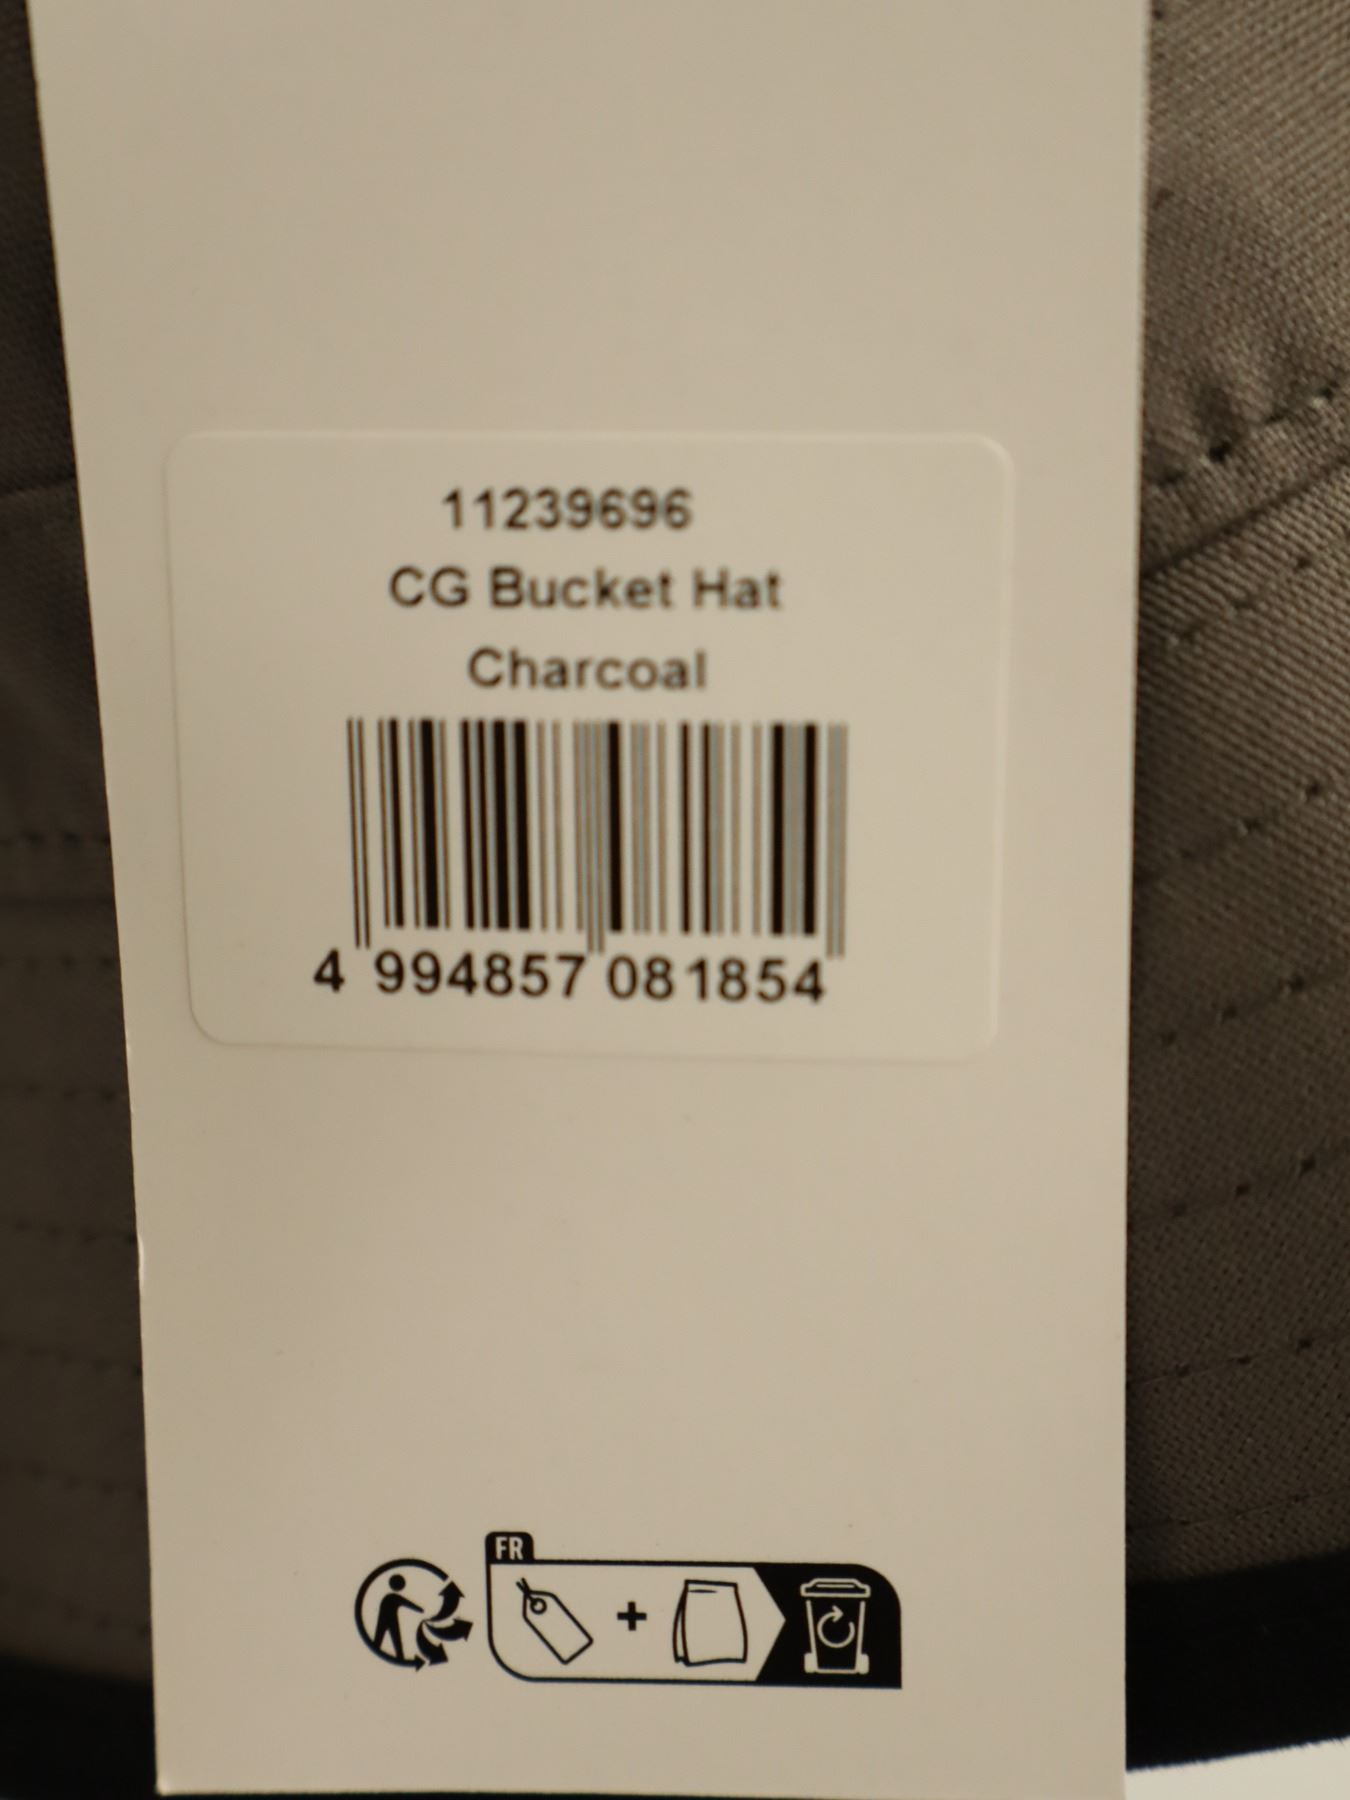 11239696
CG Bucket Hat
Charcoal
4 994857 081854
FR
+